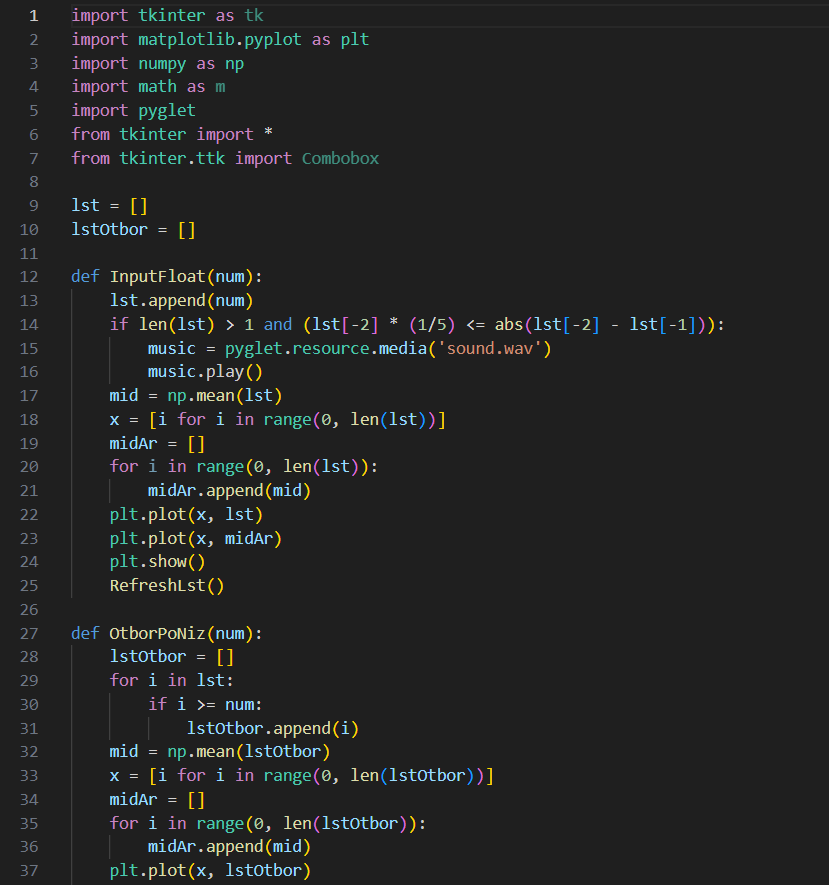 1 import tkinter as tk
2 import matplotlib.pyplot as plt
3 import numpy as np
4 import math as m
5 import pyglet
6 from tkinter import *
7 from tkinter.ttk import Combobox
8
9 lst = []
10 lstOtbor = []
11
12 def InputFloat(num):
13     lst.append(num)
14     if len(lst) > 1 and (lst[-2] * (1/5) <= abs(lst[-2] - lst[-1])):
15         music = pyglet.resource.media('sound.wav')
16         music.play()
17     mid = np.mean(lst)
18     x = [i for i in range(0, len(lst))]
19     midAr = []
20     for i in range(0, len(lst)):
21         midAr.append(mid)
22     plt.plot(x, lst)
23     plt.plot(x, midAr)
24     plt.show()
25     RefreshLst()
26
27 def OtborPoNiz(num):
28     lstOtbor = []
29     for i in lst:
30         if i >= num:
31             lstOtbor.append(i)
32     mid = np.mean(lstOtbor)
33     x = [i for i in range(0, len(lstOtbor))]
34     midAr = []
35     for i in range(0, len(lstOtbor)):
36         midAr.append(mid)
37     plt.plot(x, lstOtbor)